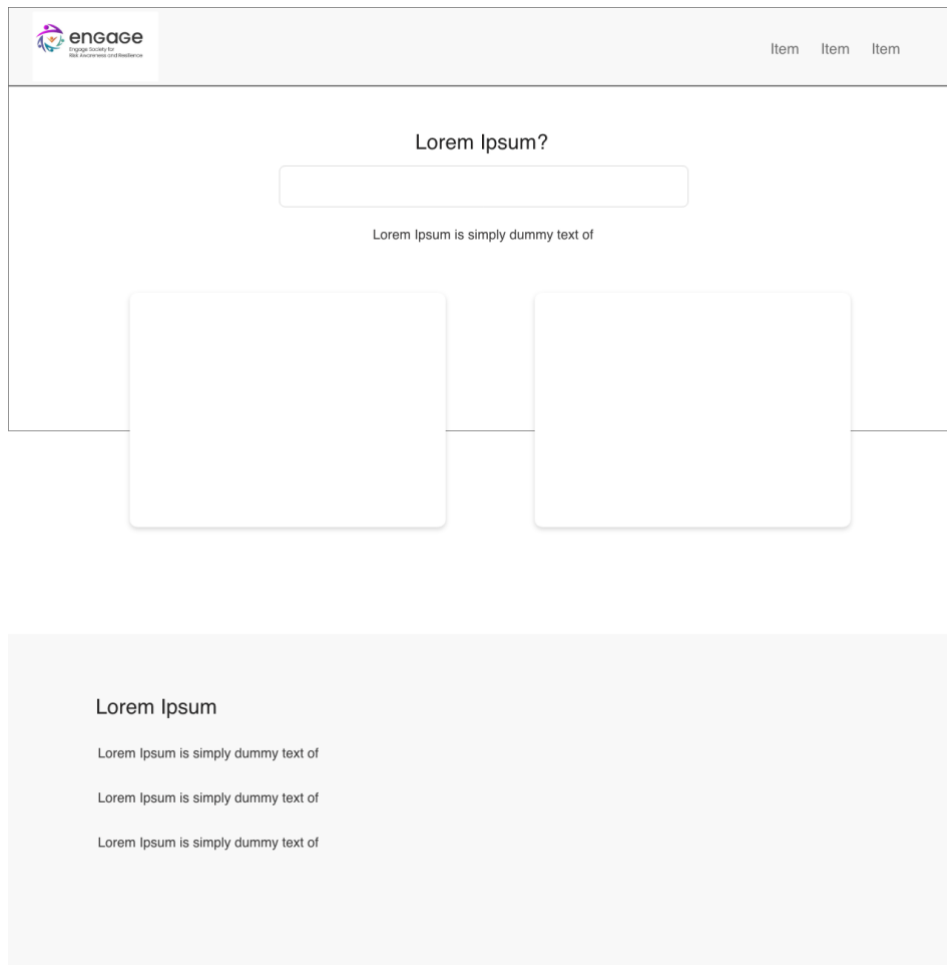 engage
Engage Society for
Risk Awareness and Resilience
Item Item Item
Lorem Ipsum?
Lorem Ipsum is simply dummy text of
Lorem Ipsum
Lorem Ipsum is simply dummy text of
Lorem Ipsum is simply dummy text of
Lorem Ipsum is simply dummy text of